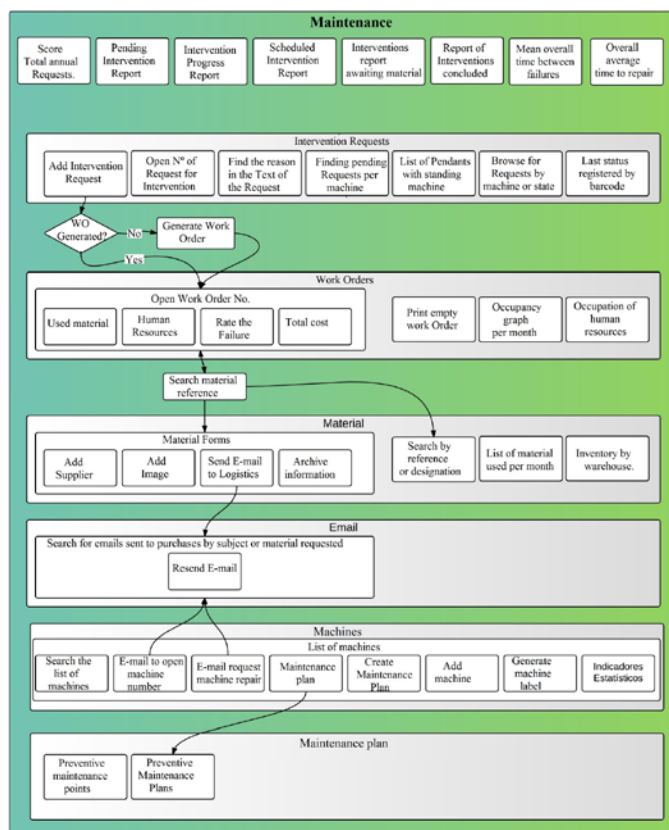 Maintenance
Score
Total annual
Requests.
Pending
Intervention
Report
Intervention
Progress
Report
Scheduled
Intervention
Report
Interventions
report
awaiting material
Report of
Interventions
concluded
Mean overall
time between
failures
Overall
average
time to repair
Intervention Requests
Add Intervention
Request
Open Nº of
Request for
Intervention
Find the reason
in the Text of
the Request
Finding pending
Requests per
machine
List of Pendants
with standing
machine
Browse for
Requests by
machine or state
Last status
registered by
barcode
WO
Generated?
No
Generate Work
Order
Yes
Work Orders
Open Work Order No.
Used material
Human
Resources
Rate the
Failure
Total cost
Print empty
work Order
Occupancy
graph
per month
Occupation of
human
resources
Search material
reference
Material
Material Forms
Add
Supplier
Add
Image
Send E-mail
to Logistics
Archive
information
Search by
reference
or designation
List of material
used per month
Inventory by
warehouse.
Email
Search for emails sent to purchases by subject or material requested
Resend E-mail
Machines
List of machines
Search the
list of
machines
E-mail to open
machine
number
E-mail request
machine repair
Maintenance
plan
Create
Maintenance
Plan
Add
machine
Generate
machine
label
Indicadores
Estatísticos
Maintenance plan
Preventive
maintenance
points
Preventive
Maintenance
Plans